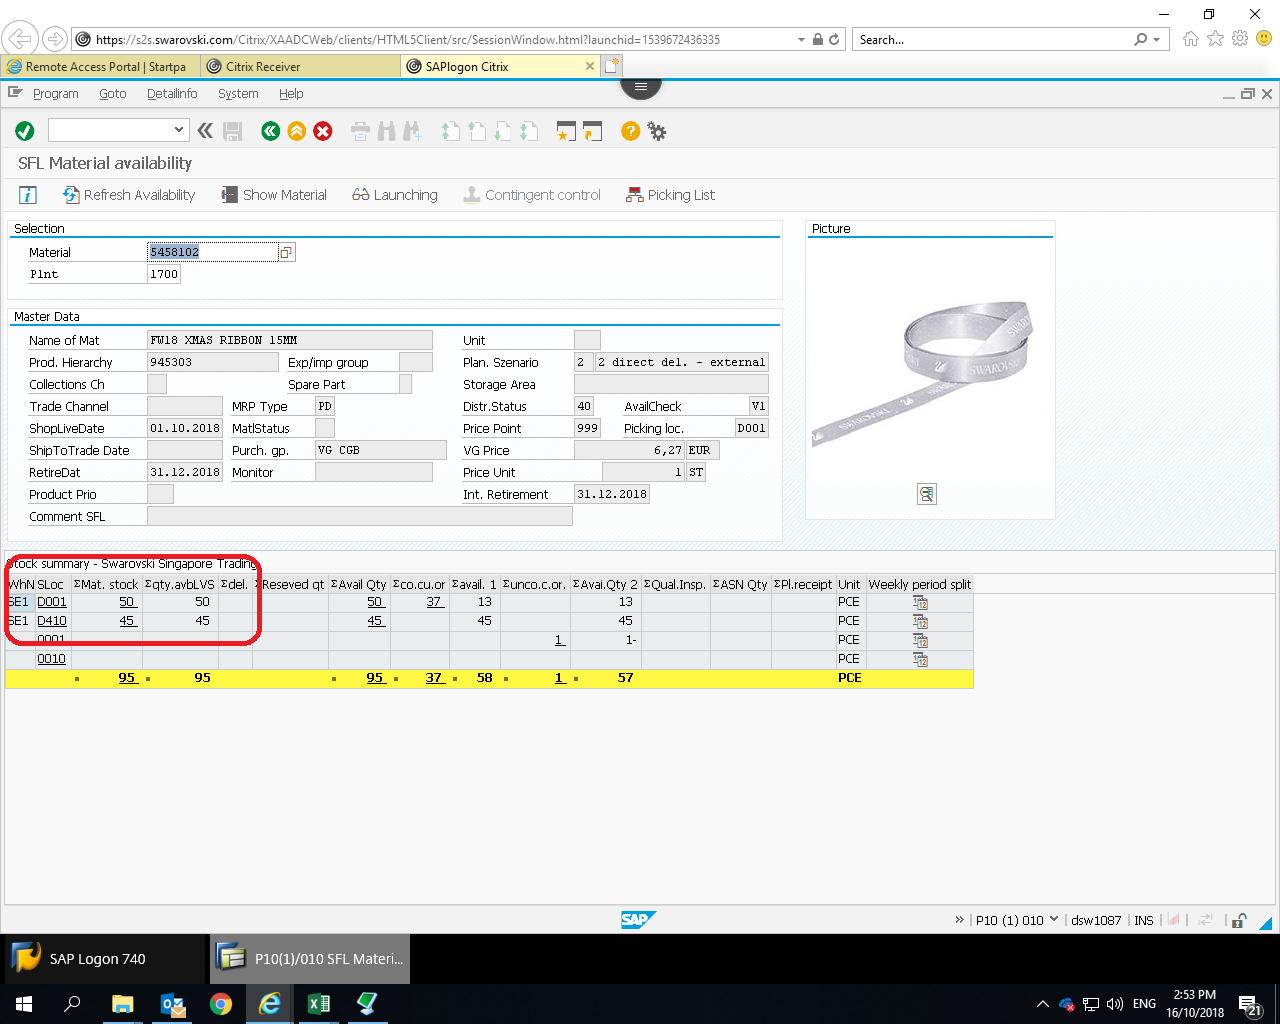 https://s2s.swarovski.com/Citrix/XAADCWeb/clients/HTML5Client/src/SessionWindow.html?launchid=1539672436335
Search...
Remote Access Portal | Startpa
Citrix Receiver
SAPlogon Citrix
Program Goto Detailinfo System Help
SFL Material availability
Refresh Availability Show Material Launching Contingent control Picking List
Selection
Material 5458102
Plnt 1700
Picture
SWAROVSKI
SWAROVSKI
Master Data
Name of Mat FW18 XMAS RIBBON 15MM Unit
Prod. Hierarchy 945303 Exp/imp group Plan. Szenario 2 2 direct del. - external
Collections Ch Spare Part Storage Area
Trade Channel MRP Type PD Distr.Status 40 AvailCheck V1
ShopLiveDate 01.10.2018 MatlStatus Price Point 999 Picking loc. D001
ShipToTrade Date Purch. gp. VG CGB VG Price 6,27 EUR
RetireDat 31.12.2018 Monitor Price Unit 1 ST
Product Prio Int. Retirement 31.12.2018
Comment SFL
Stock summary - Swarovski Singapore Trading
WhN SLoc ΣMat. stock Σqty.avbLVS Σdel. ΣReseved qt ΣAvail Qty Σco.cu.or Σavail. 1 Σunco.c.or. ΣAvai.Qty 2 ΣQual.Insp. ΣASN Qty ΣPl.receipt Unit Weekly period split
SE1 D001 50 50 50 37 13 13 PCE
SE1 D410 45 45 45 45 45 PCE
0001 1 1- PCE
0010 PCE
95 95 95 37 58 1 57 PCE
SAP
P10 (1) 010 dsw1087 INS
SAP Logon 740
P10(1)/010 SFL Materi...
ENG
2:53 PM
16/10/2018
21